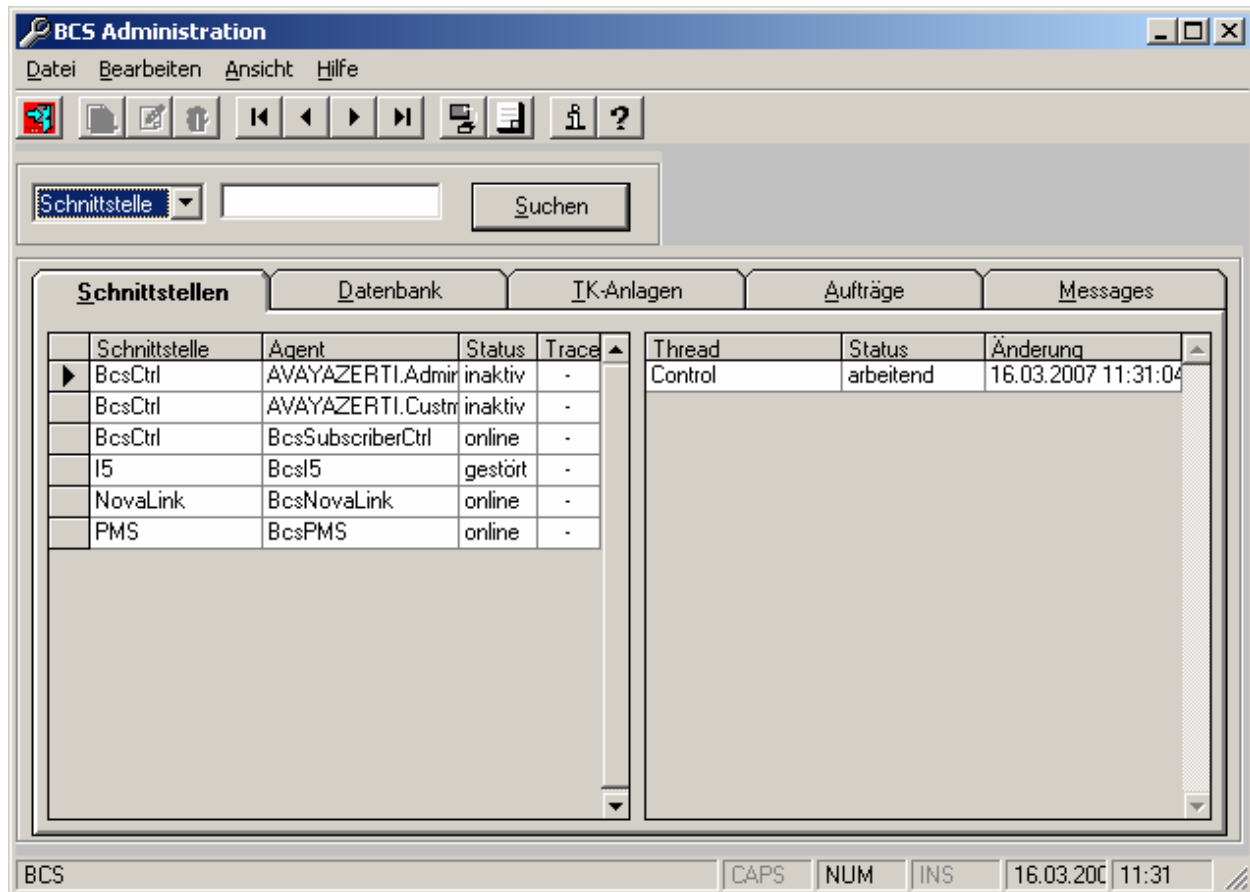 BCS Administration
Datei Bearbeiten Ansicht Hilfe
Schnittstelle Suchen
Schnittstellen Datenbank TK-Anlagen Aufträge Messages
Schnittstelle Agent Status Trace
BcsCtrl AVAYAZERTI.Admir inaktiv -
BcsCtrl AVAYAZERTI.Custm inaktiv -
BcsCtrl BcsSubscriberCtrl online -
I5 BcsI5 gestört -
NovaLink BcsNovaLink online -
PMS BcsPMS online -
Thread Status Änderung
Control arbeitend 16.03.2007 11:31:04
BCS CAPS NUM INS 16.03.200 11:31